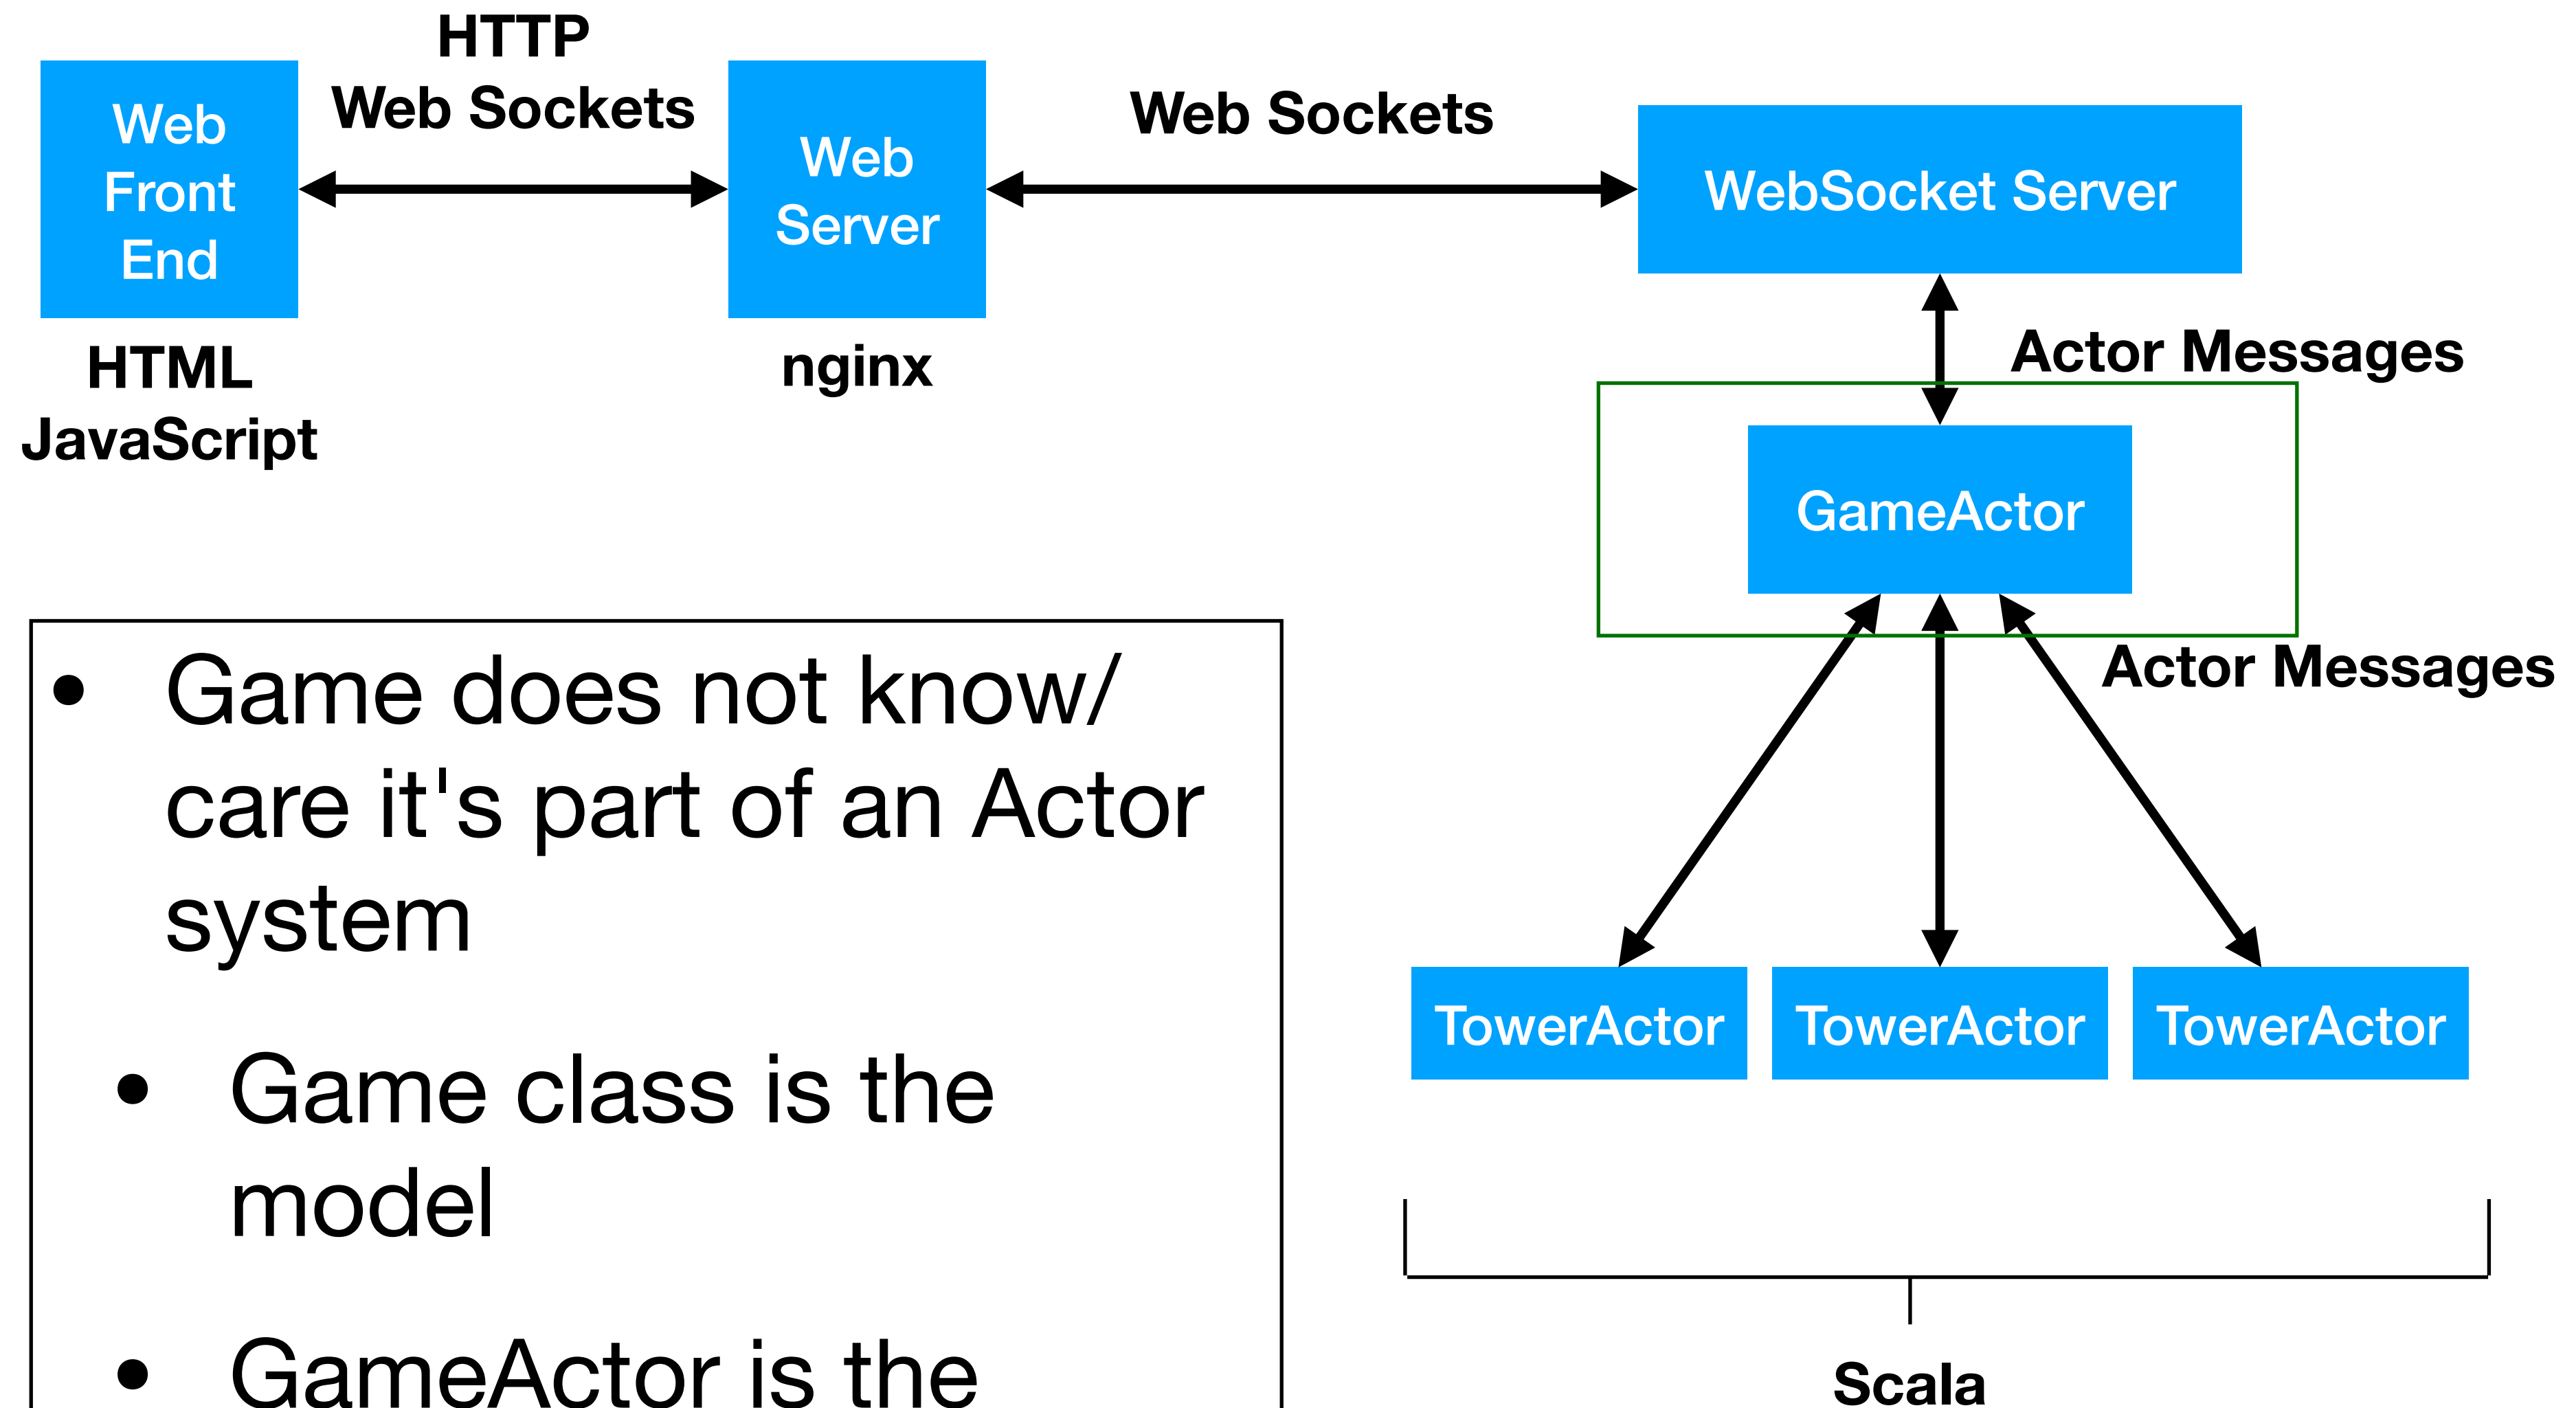 HTTP
Web Sockets
Web
Front
End
HTML
JavaScript
Web
Server
nginx
Web Sockets
WebSocket Server
Actor Messages
GameActor
Actor Messages
TowerActor
TowerActor
TowerActor
Scala
• Game does not know/
care it's part of an Actor
system
• Game class is the
model
• GameActor is the